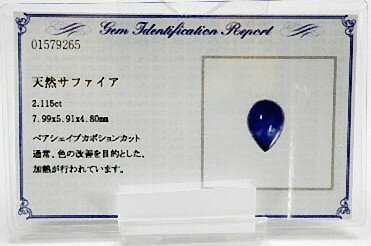 Gem Identification Report
01579265
天然サファイア
2.115ct
7.99x5.91x4.80mm
ペアシェイプカボションカット
通常、色の改善を目的とした、
加熱が行われています。